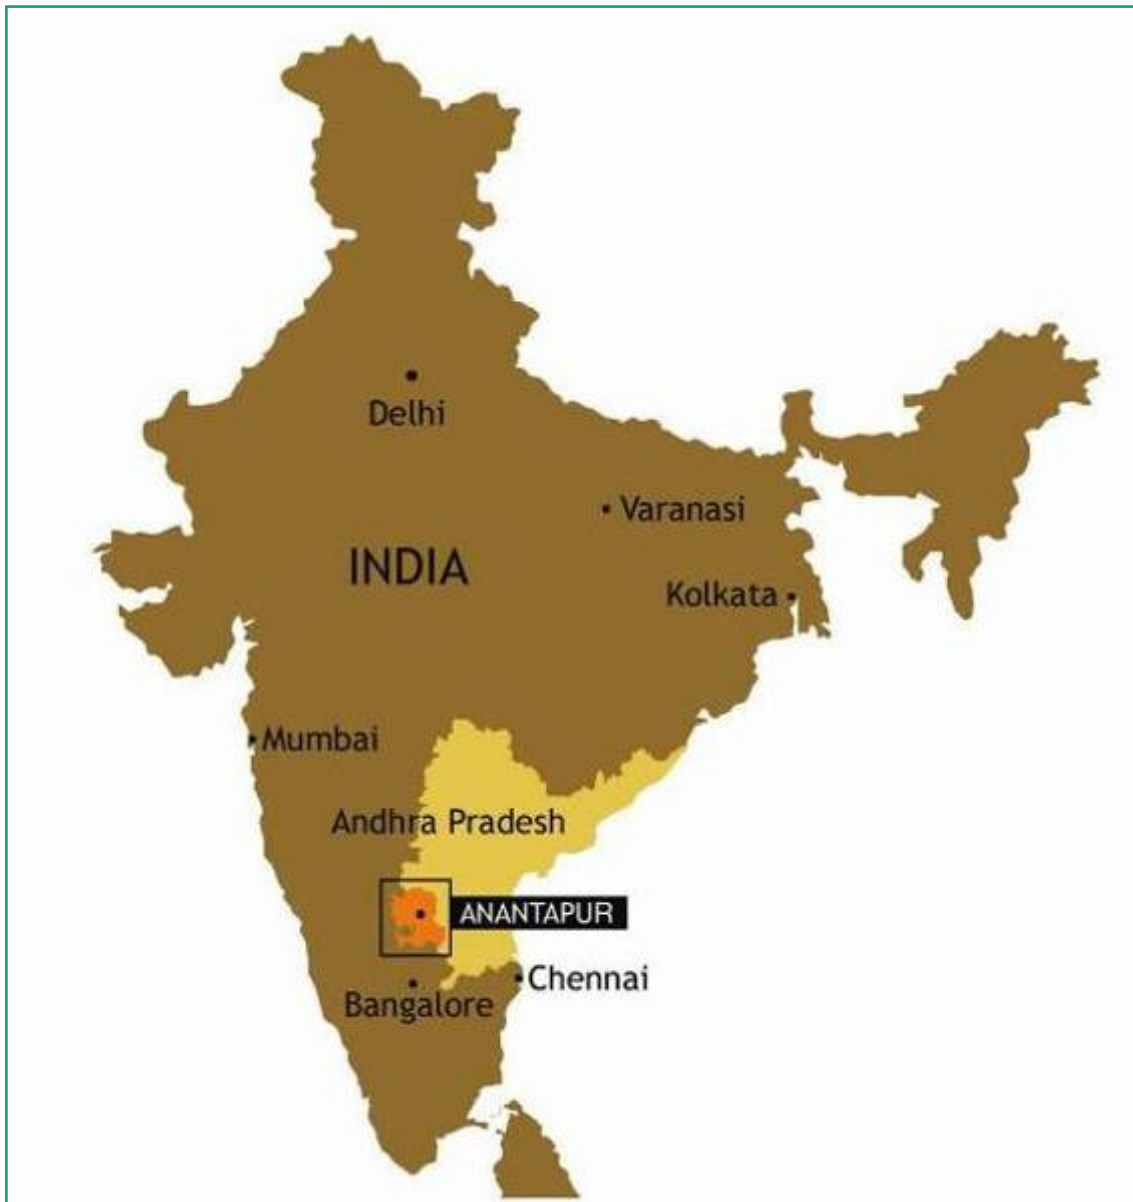 Delhi
Varanasi
INDIA
Kolkata
Mumbai
Andhra Pradesh
ANANTAPUR
Chennai
Bangalore